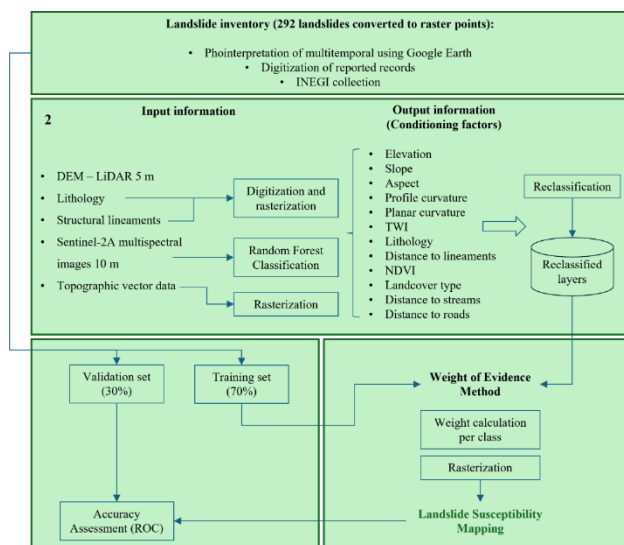 Landslide inventory (292 landslides converted to raster points):
• Phointerpretation of multitemporal using Google Earth
• Digitization of reported records
• INEGI collection
2
Input information
• DEM – LiDAR 5 m
• Lithology
• Structural lineaments
• Sentinel-2A multispectral
images 10 m
• Topographic vector data
Digitization and
rasterization
Random Forest
Classification
Rasterization
Output information
(Conditioning factors)
• Elevation
• Slope
• Aspect
• Profile curvature
• Planar curvature
• TWI
• Lithology
• Distance to lineaments
• NDVI
• Landcover type
• Distance to streams
• Distance to roads
Reclassification
Reclassified
layers
Validation set
(30%)
Training set
(70%)
Accuracy
Assessment (ROC)
Weight of Evidence
Method
Weight calculation
per class
Rasterization
Landslide Susceptibility
Mapping